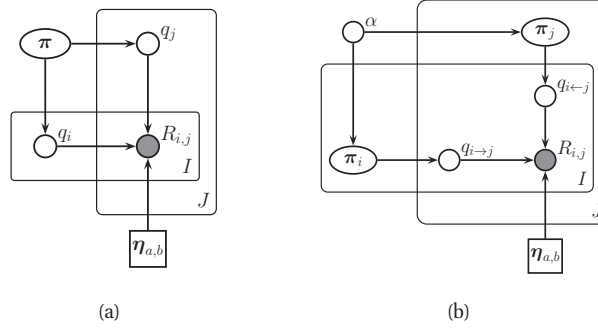 π
q_j
q_i
R_{i,j}
I
J
η_{a,b}
(a)
α
π_j
q_{i←j}
π_i
q_{i→j}
R_{i,j}
I
J
η_{a,b}
(b)